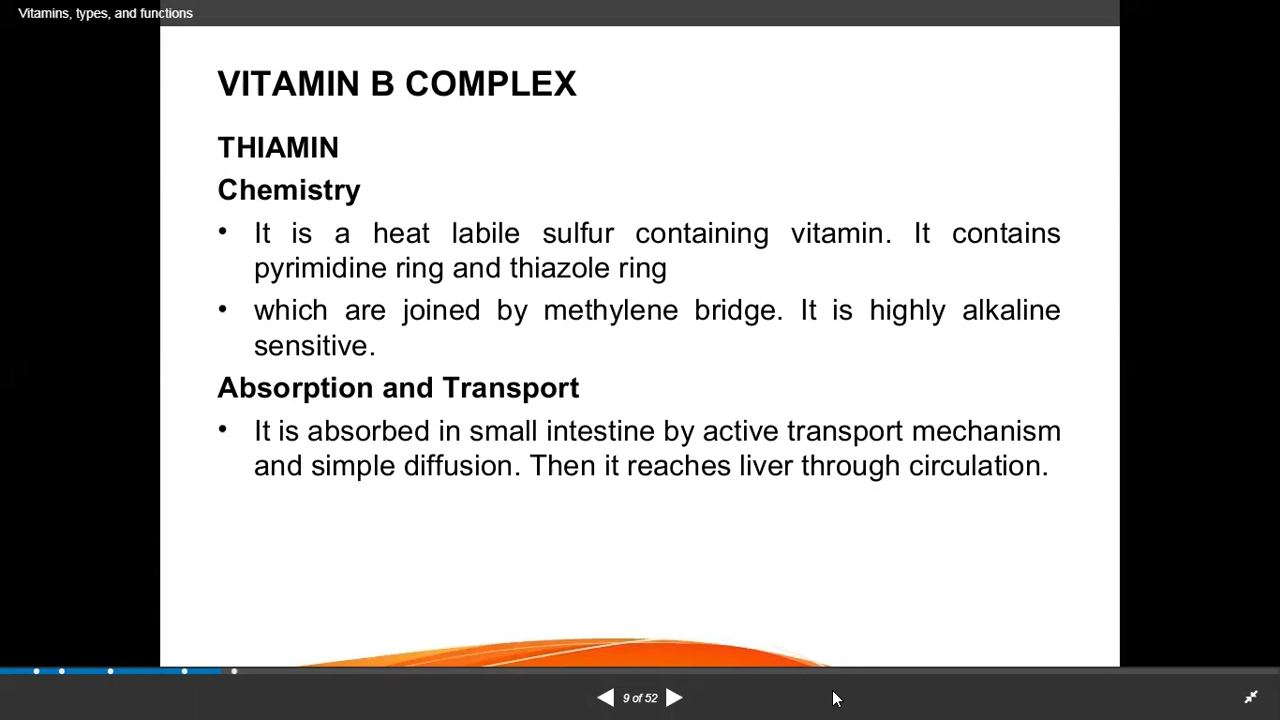 Vitamins, types, and functions
VITAMIN B COMPLEX
THIAMIN
Chemistry
• It is a heat labile sulfur containing vitamin. It contains
pyrimidine ring and thiazole ring
• which are joined by methylene bridge. It is highly alkaline
sensitive.
Absorption and Transport
• It is absorbed in small intestine by active transport mechanism
and simple diffusion. Then it reaches liver through circulation.
9 of 52